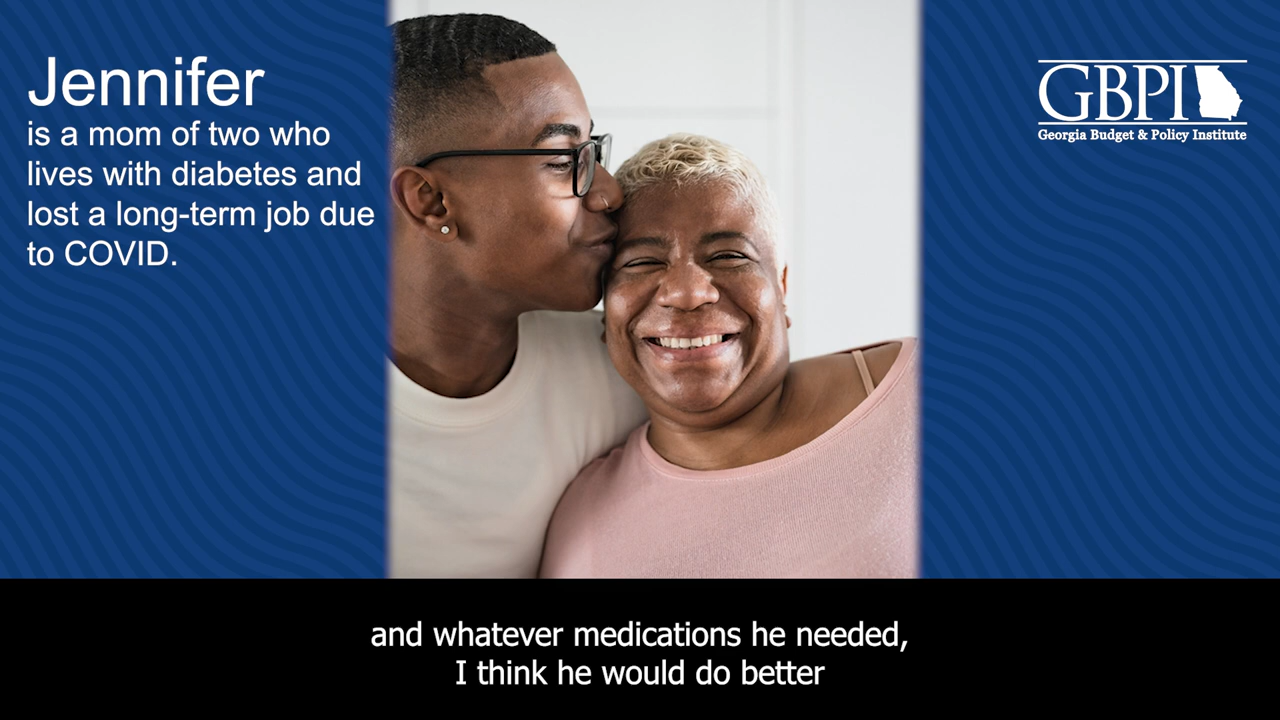 Jennifer
is a mom of two who
lives with diabetes and
lost a long-term job due
to COVID.
GBPI
Georgia Budget & Policy Institute
and whatever medications he needed,
I think he would do better